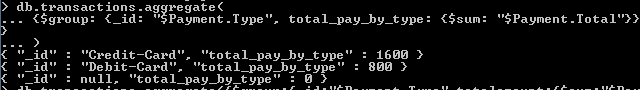 > db.transactions.aggregate(
... {$group: {_id: "$Payment.Type", total_pay_by_type: {$sum: "$Payment.Total"}}
}
... )
{ "_id" : "Credit-Card", "total_pay_by_type" : 1600 }
{ "_id" : "Debit-Card", "total_pay_by_type" : 800 }
{ "_id" : null, "total_pay_by_type" : 0 }